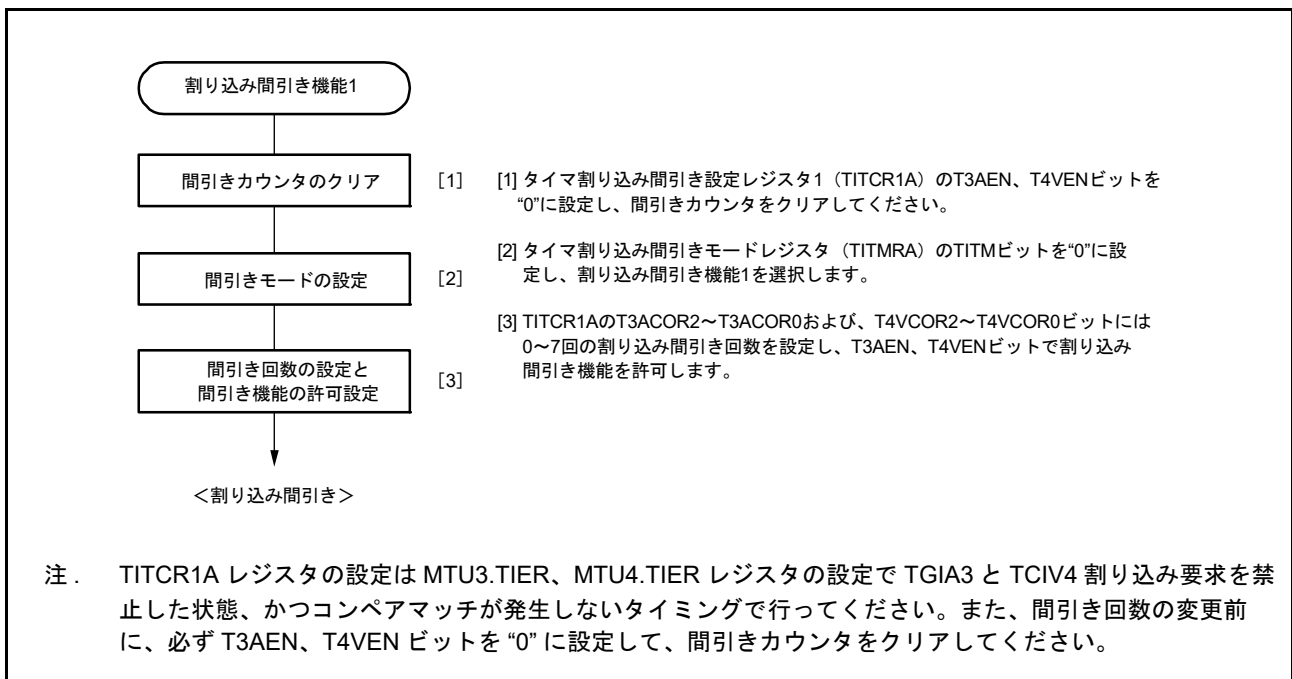 割り込み間引き機能1
間引きカウンタのクリア
[1]
[1] タイマ割り込み間引き設定レジスタ1（TITCR1A）のT3AEN、T4VENビットを
“0”に設定し、間引きカウンタをクリアしてください。
間引きモードの設定
[2]
[2] タイマ割り込み間引きモードレジスタ（TITMRA）のTITMビットを“0”に設
定し、割り込み間引き機能1を選択します。
間引き回数の設定と
間引き機能の許可設定
[3]
[3] TITCR1AのT3ACOR2～T3ACOR0および、T4VCOR2～T4VCOR0ビットには
0～7回の割り込み間引き回数を設定し、T3AEN、T4VENビットで割り込み
間引き機能を許可します。
＜割り込み間引き＞
注 . TITCR1A レジスタの設定は MTU3.TIER、MTU4.TIER レジスタの設定で TGIA3 と TCIV4 割り込み要求を禁
止した状態、かつコンペアマッチが発生しないタイミングで行ってください。また、間引き回数の変更前
に、必ず T3AEN、T4VEN ビットを “0” に設定して、間引きカウンタをクリアしてください。